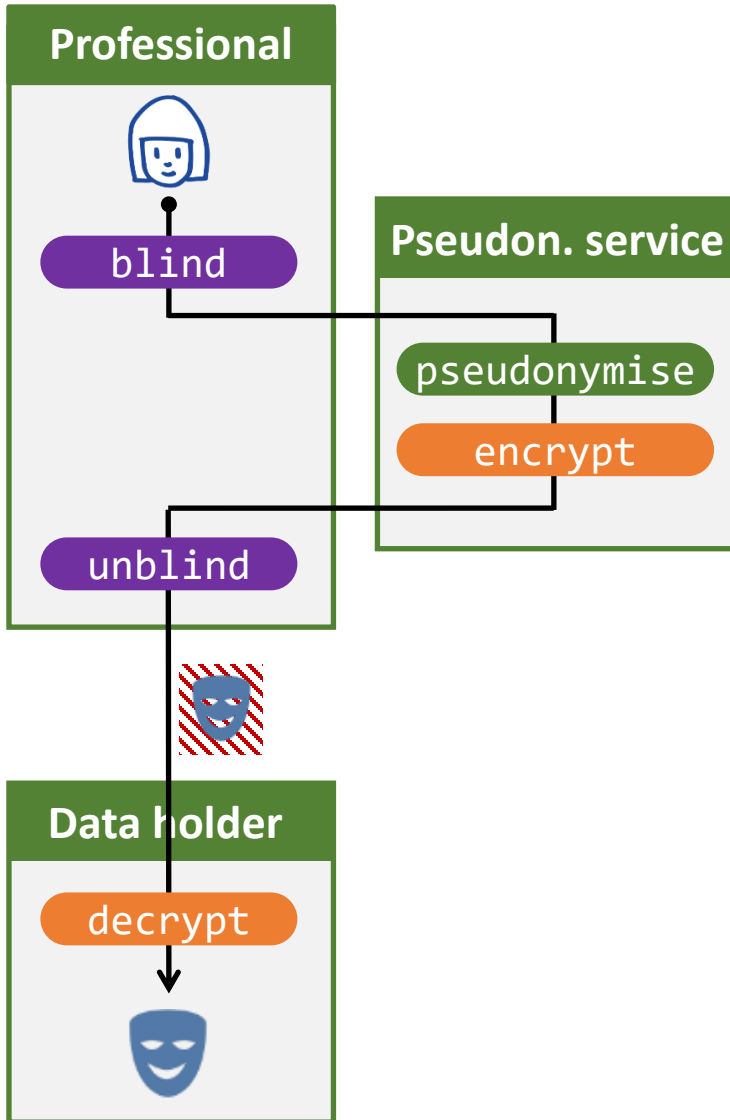 Professional
blind
Pseudon. service
pseudonymise
encrypt
unblind
Data holder
decrypt